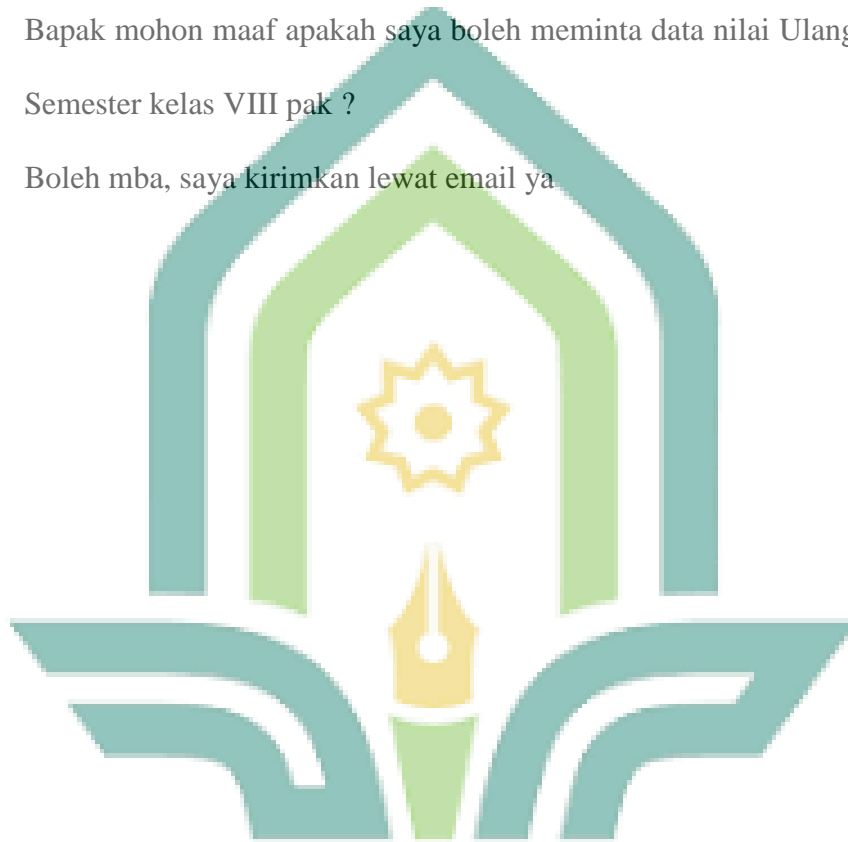 Bapak mohon maaf apakah saya boleh meminta data nilai Ulang
Semester kelas VIII pak ?
Boleh mba, saya kirimkan lewat email ya